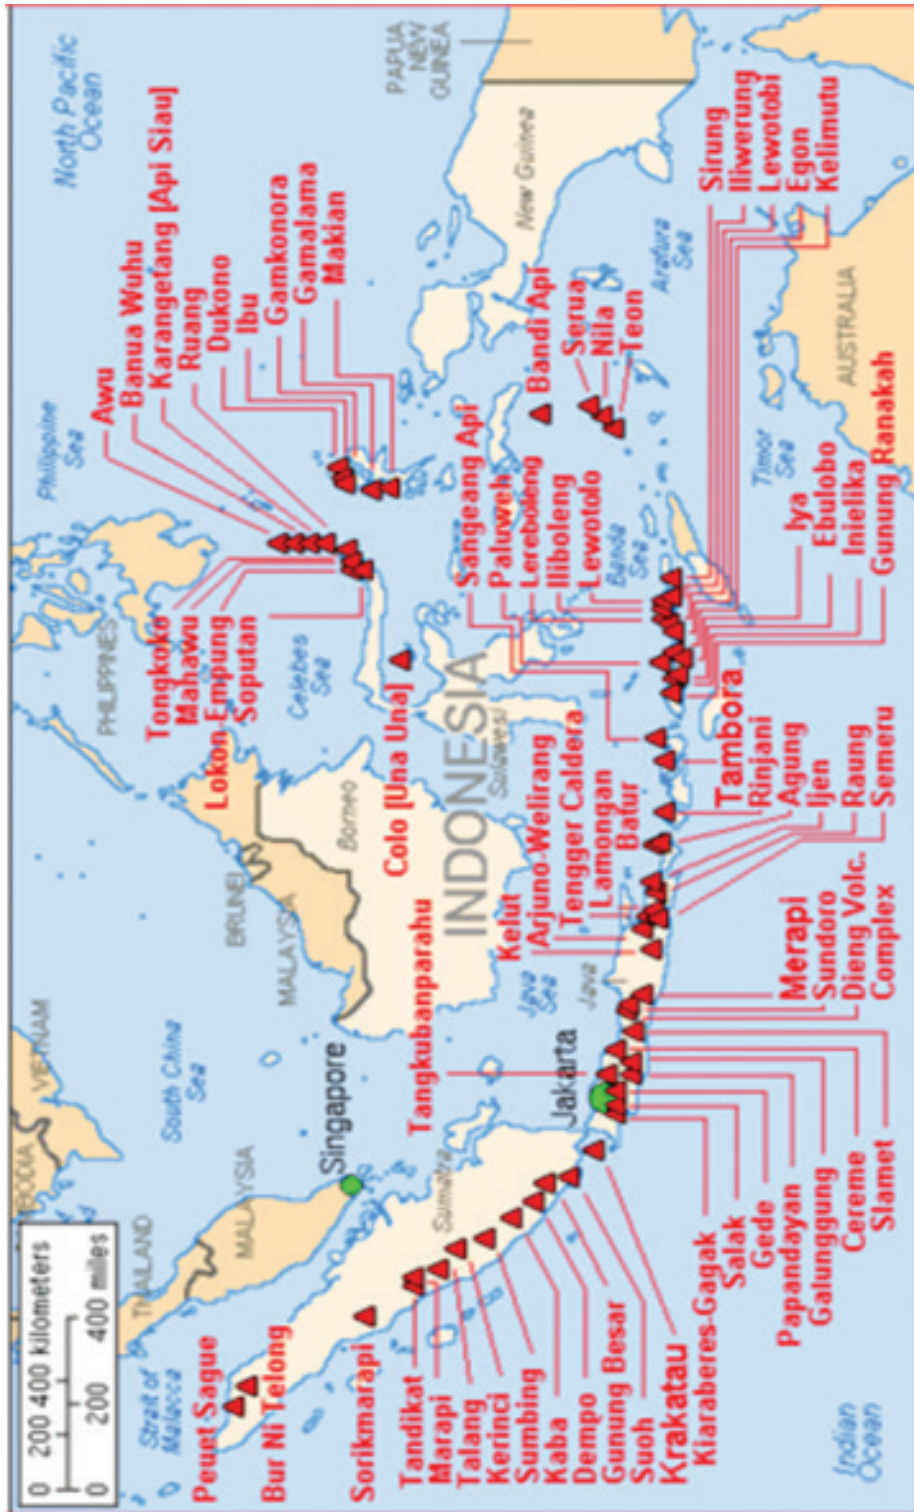 0 200 400 kilometers
0 200 400 miles
THAILAND
VIETNAM
MALAYSIA
Strait of
Malacca
South China
Sea
Singapore
BRUNEI
MALAYSIA
Borneo
PHILIPPINES
Philippine
Sea
North Pacific
Ocean
Celebes
Sea
Peuet Sague
Bur Ni Telong
Sorikmarapi
Tandikat
Marapi
Talang
Kerinci
Sumbing
Kaba
Dempo
Gunung Besar
Suoh
Krakatau
Kiaraberes-Gagak
Salak
Gede
Papandayan
Galunggung
Cereme
Slamet
Sumatra
Tangkubanparahu
Jakarta
Java
Sea
Java
INDONESIA
Sulawesi
Colo [Una Una]
Tongkoko
Mahawu
Lokon-Empung
Soputan
Awu
Banua Wuhu
Karangetang [Api Siau]
Ruang
Dukono
Ibu
Gamkonora
Gamalama
Makian
PAPUA
NEW
GUINEA
New Guinea
Kelut
Arjuno-Welirang
Tengger Caldera
Lamongan
Batur
Sangeang Api
Paluweh
Lereboleng
Iliboleng
Lewotolo
Banda
Sea
Bandi Api
Serua
Nila
Teon
Arafura
Sea
Sirung
Iliwerung
Lewotobi
Egon
Kelimutu
Merapi
Sundoro
Dieng Volc.
Complex
Tambora
Rinjani
Agung
Ijen
Raung
Semeru
Iya
Ebulobo
Inielika
Gunung Ranakah
Timor
Sea
AUSTRALIA
Indian
Ocean